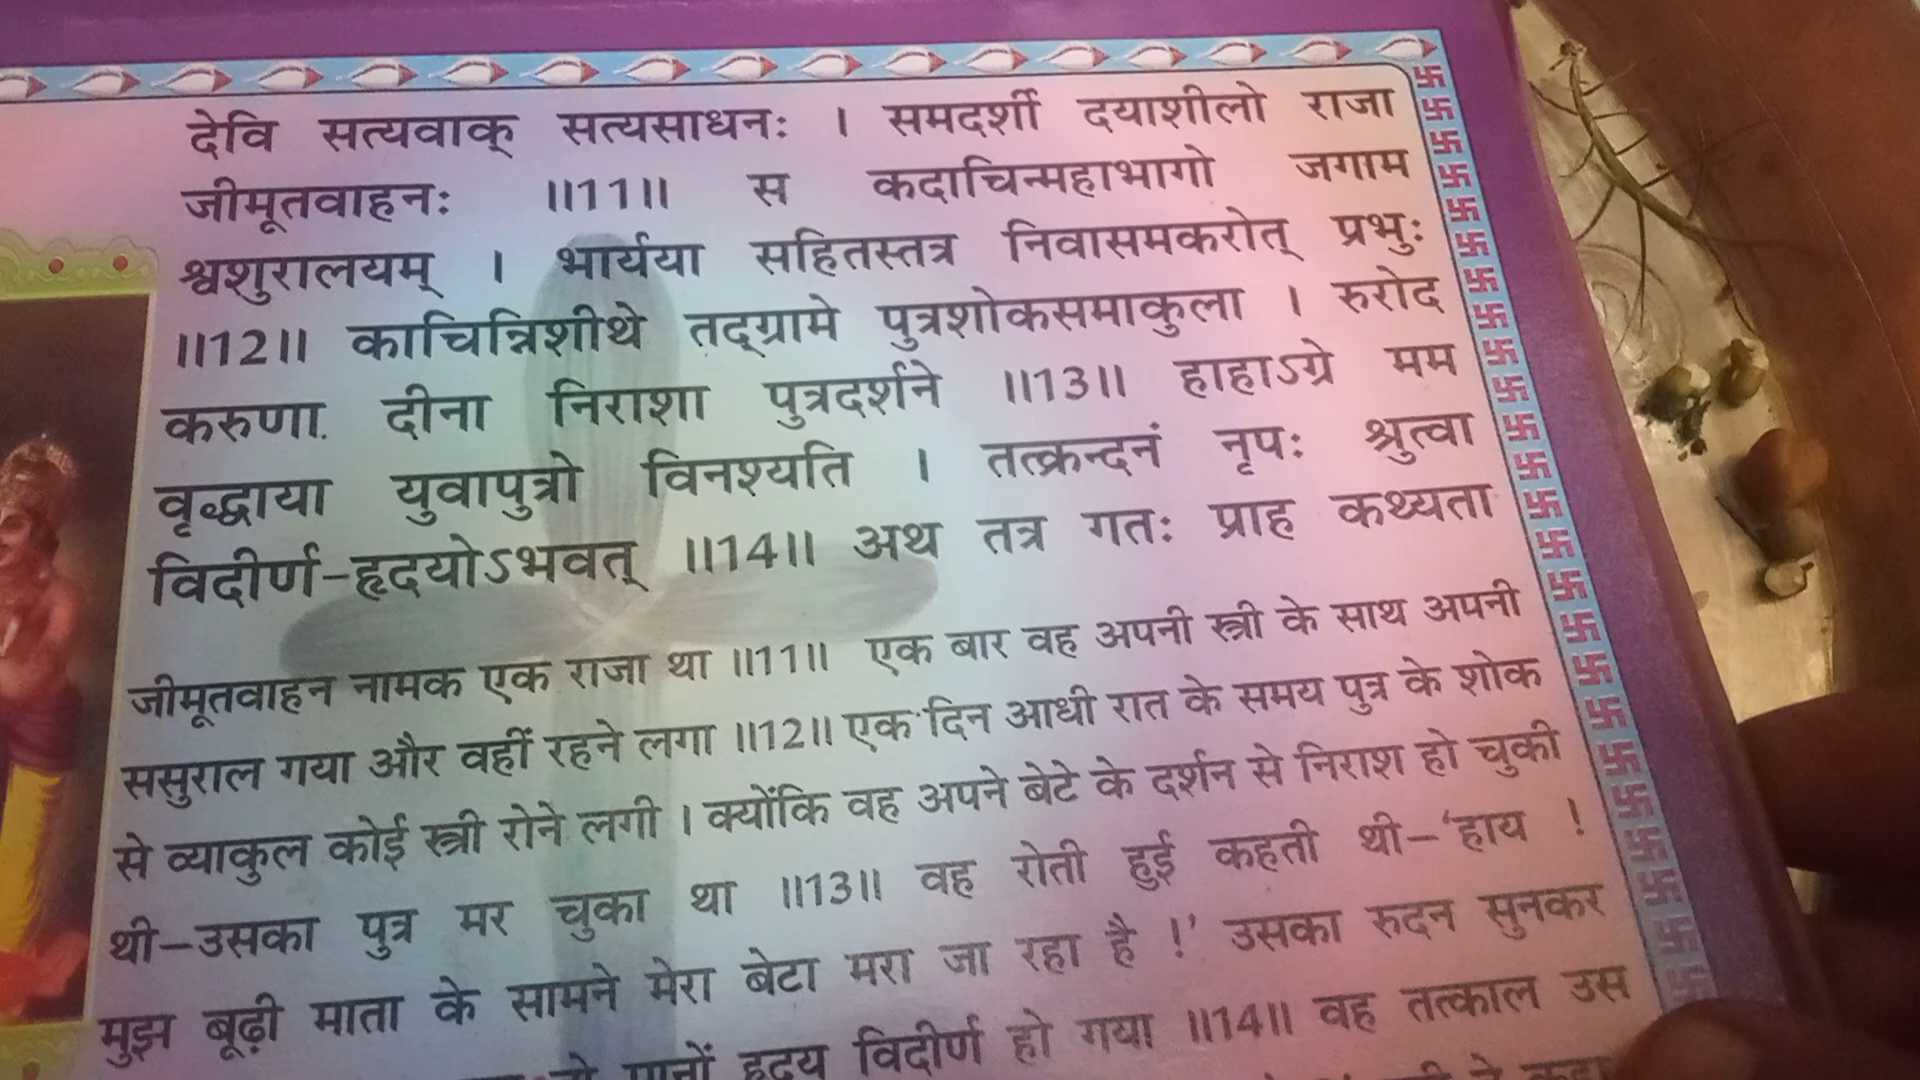 देवि सत्यवाक् सत्यसाधनः । समदर्शी दयाशीलो राजा
जीमूतवाहनः ॥11॥ स कदाचिन्महाभागो जगाम
श्वशुरालयम् । भार्यया सहितस्तत्र निवासमकरोत् प्रभुः
॥12॥ काचिन्निशीथे तद्ग्रामे पुत्रशोकसमाकुला । रुरोद
करुणा. दीना निराशा पुत्रदर्शने ॥13॥ हाहाऽग्रे मम
वृद्धाया युवापुत्रो विनश्यति । तत्क्रन्दनं नृपः श्रुत्वा
विदीर्ण-हृदयोऽभवत् ॥14॥ अथ तत्र गतः प्राह कथ्यता
जीमूतवाहन नामक एक राजा था ॥11॥ एक बार वह अपनी स्त्री के साथ अपनी
ससुराल गया और वहीं रहने लगा ॥12॥ एक दिन आधी रात के समय पुत्र के शोक
से व्याकुल कोई स्त्री रोने लगी । क्योंकि वह अपने बेटे के दर्शन से निराश हो चुकी
थी–उसका पुत्र मर चुका था ॥13॥ वह रोती हुई कहती थी–‘हाय !
मुझ बूढ़ी माता के सामने मेरा बेटा मरा जा रहा है !’ उसका रुदन सुनकर
हृदय विदीर्ण हो गया ॥14॥ वह तत्काल उस